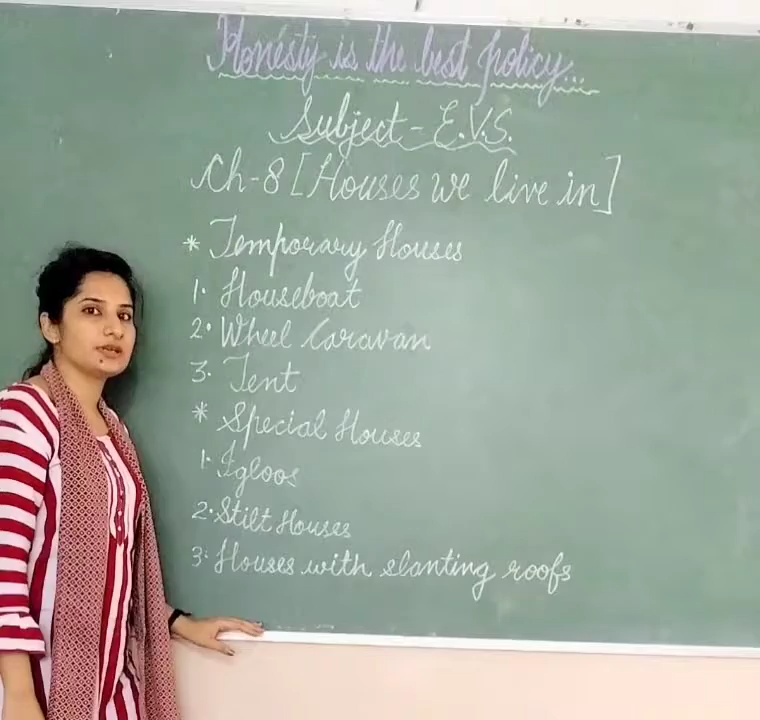 Honesty is the best policy...
Subject - E.V.S.
Ch-8 [Houses we live in]
* Temporary Houses
1. Houseboat
2. Wheel Caravan
3. Tent
* Special Houses
1. Igloos
2. Stilt Houses
3. Houses with slanting roofs